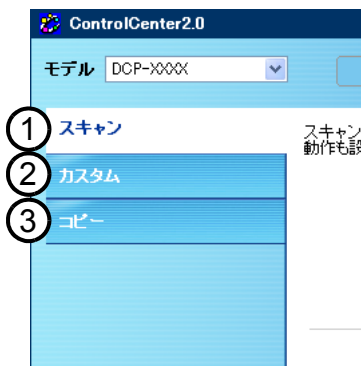 ControlCenter2.0
モデル DCP-XXXX
1 スキャン
スキャン
動作も設
2 カスタム
3 コピー